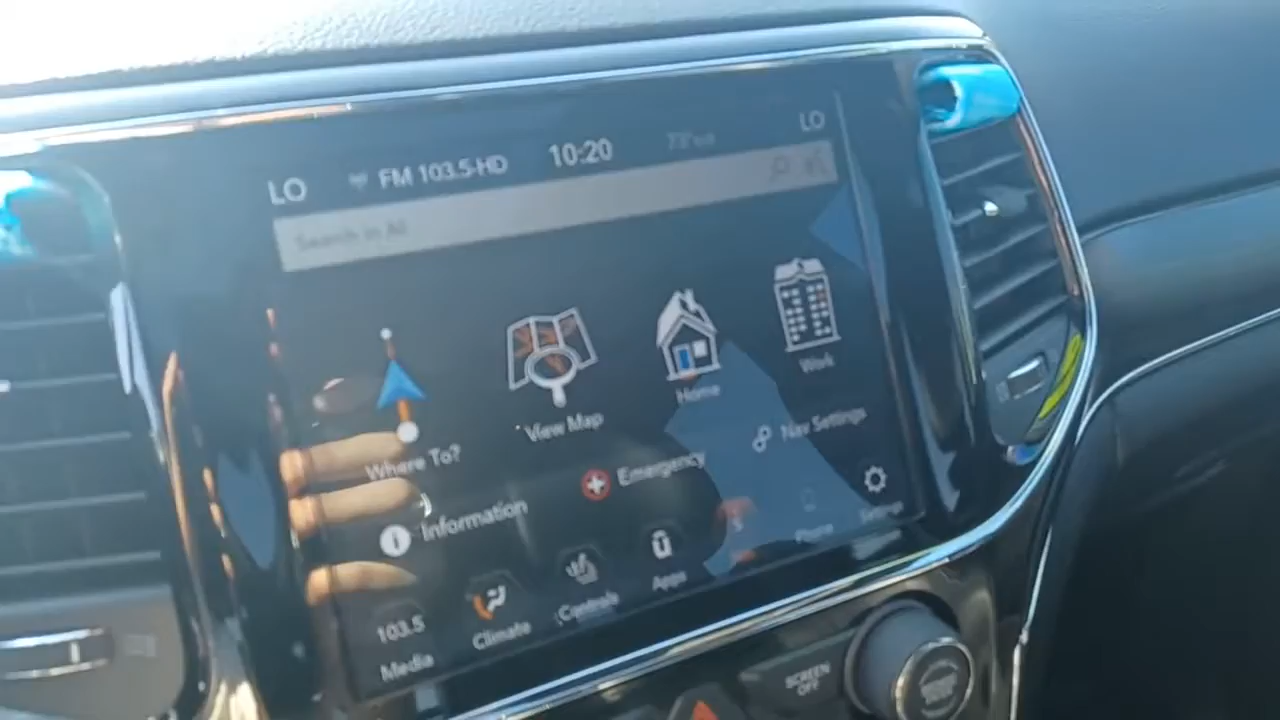 LO FM 103.5-HD 10:20 LO
Search in All
Where To? View Map Home Work
Information Emergency Nav Settings
103.5
Media Climate Controls Apps Phone Settings
SCREEN
OFF